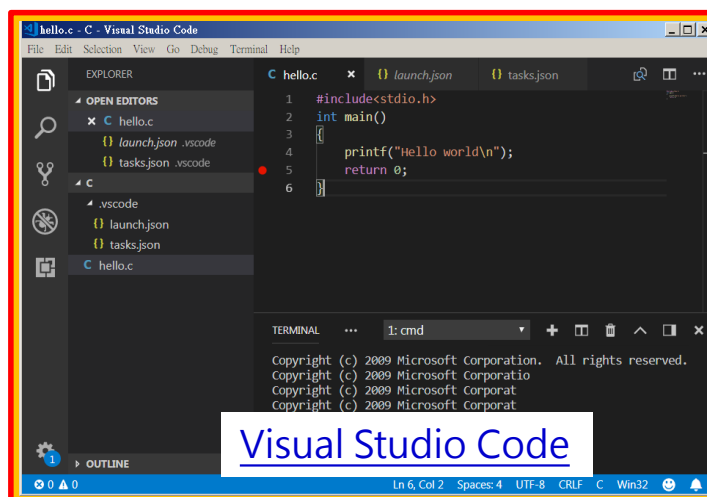 hello.c - C - Visual Studio Code
File Edit Selection View Go Debug Terminal Help
EXPLORER
OPEN EDITORS
C hello.c
{} launch.json .vscode
{} tasks.json .vscode
C
.vscode
{} launch.json
{} tasks.json
C hello.c
OUTLINE
C hello.c × {} launch.json {} tasks.json ···
1 #include<stdio.h>
2 int main()
3 {
4 printf("Hello world\n");
5 return 0;
6 }
TERMINAL ··· 1: cmd
Copyright (c) 2009 Microsoft Corporation. All rights reserved.
Copyright (c) 2009 Microsoft Corporatio
Copyright (c) 2009 Microsoft Corporat
Copyright (c) 2009 Microsoft Corporat
Visual Studio Code
1
0 0 Ln 6, Col 2 Spaces: 4 UTF-8 CRLF C Win32